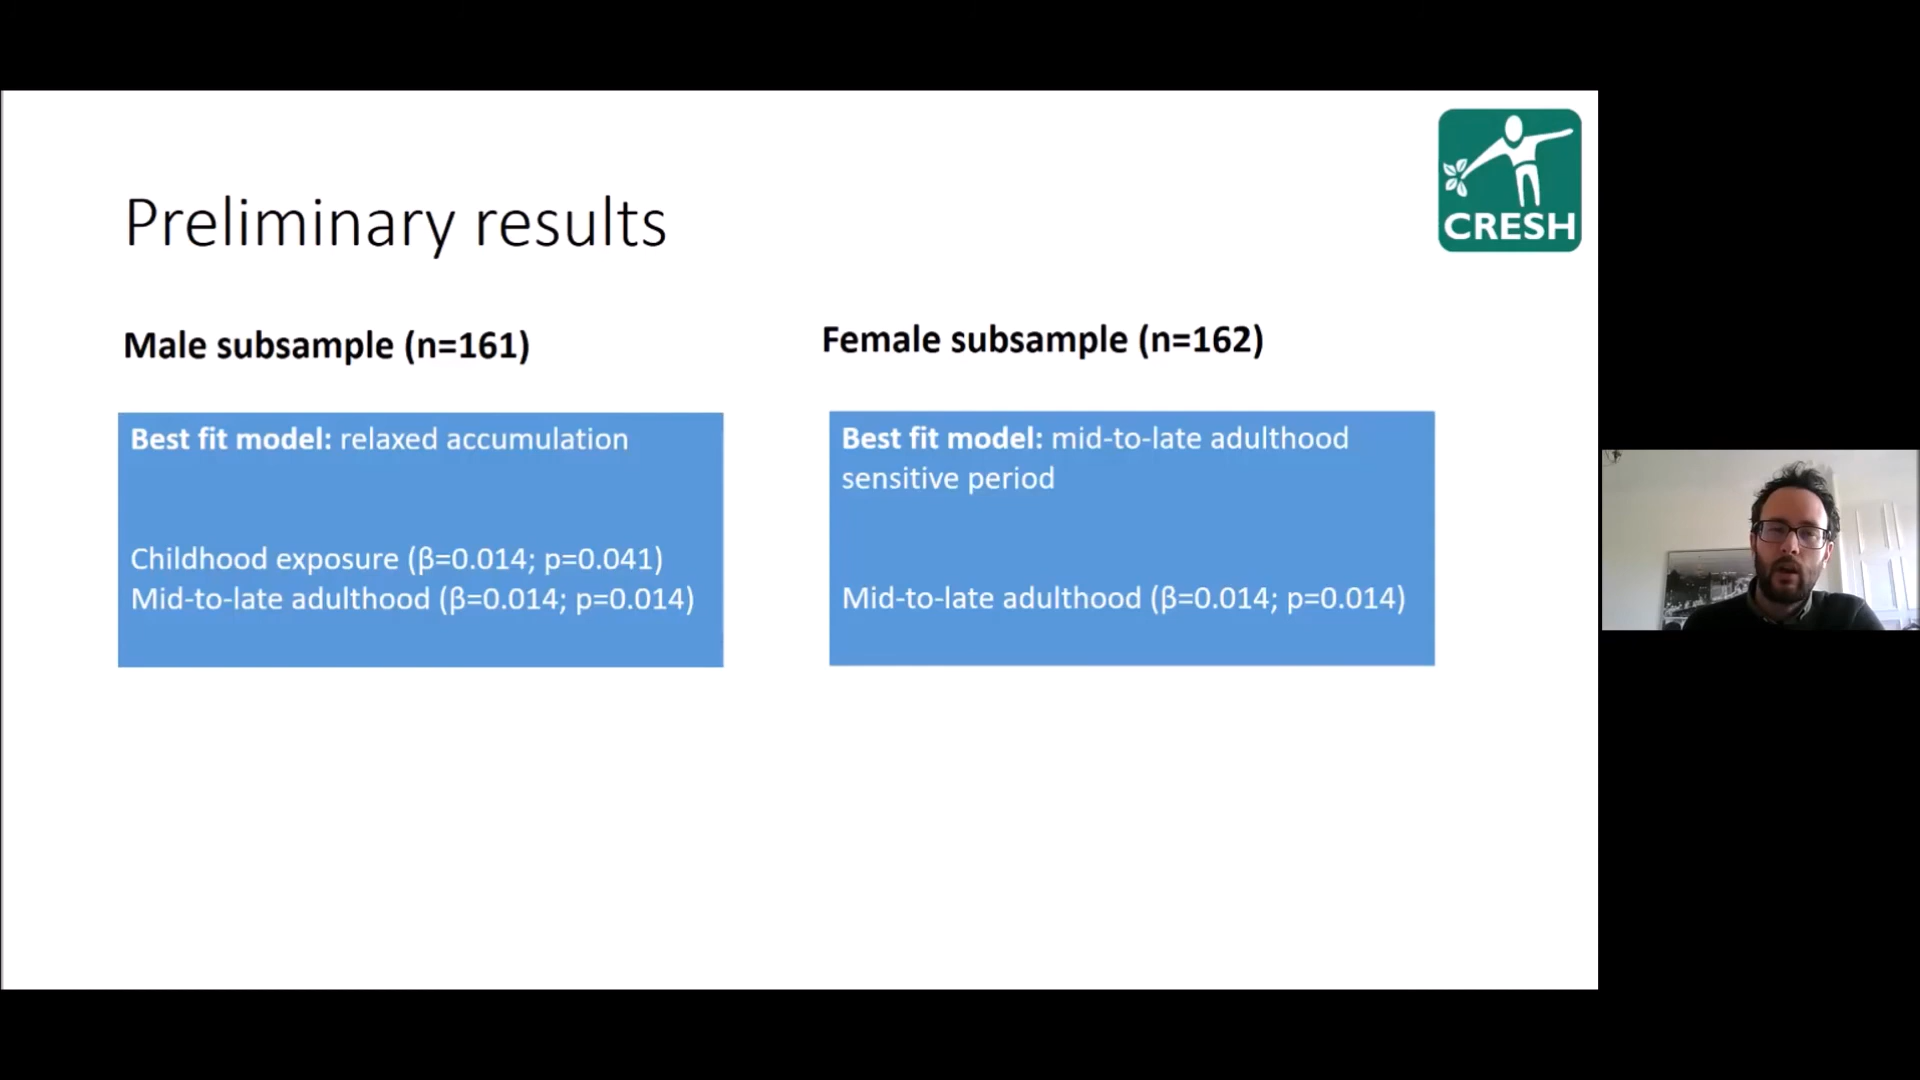 CRESH
Preliminary results
Male subsample (n=161)
Best fit model: relaxed accumulation
Childhood exposure (β=0.014; p=0.041)
Mid-to-late adulthood (β=0.014; p=0.014)
Female subsample (n=162)
Best fit model: mid-to-late adulthood
sensitive period
Mid-to-late adulthood (β=0.014; p=0.014)